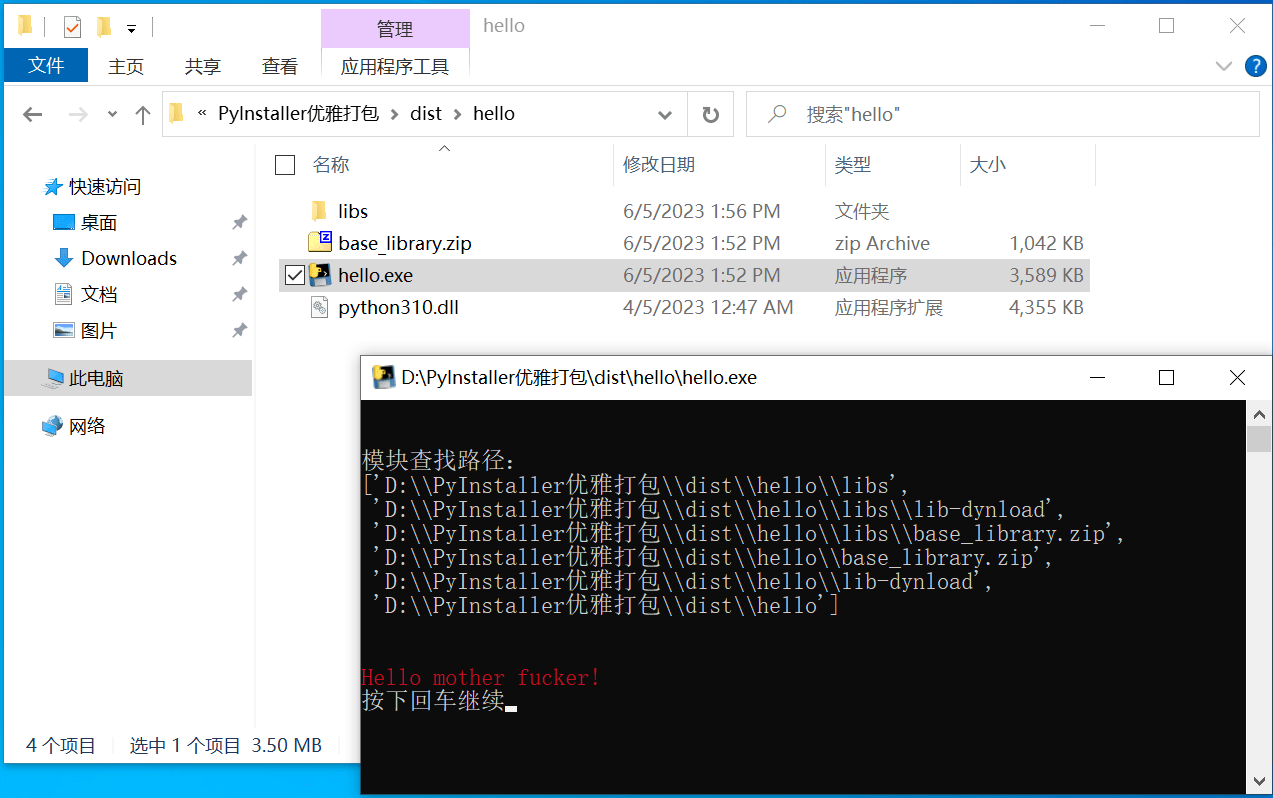 管理 hello
文件 主页 共享 查看 应用程序工具
« PyInstaller优雅打包 dist hello 搜索"hello"
名称 修改日期 类型 大小
快速访问
桌面
Downloads
文档
图片
此电脑
网络
libs 6/5/2023 1:56 PM 文件夹
base_library.zip 6/5/2023 1:52 PM zip Archive 1,042 KB
hello.exe 6/5/2023 1:52 PM 应用程序 3,589 KB
python310.dll 4/5/2023 12:47 AM 应用程序扩展 4,355 KB
D:\PyInstaller优雅打包\dist\hello\hello.exe
模块查找路径：
['D:\\PyInstaller优雅打包\\dist\\hello\\libs',
'D:\\PyInstaller优雅打包\\dist\\hello\\libs\\lib-dynload',
'D:\\PyInstaller优雅打包\\dist\\hello\\libs\\base_library.zip',
'D:\\PyInstaller优雅打包\\dist\\hello\\base_library.zip',
'D:\\PyInstaller优雅打包\\dist\\hello\\lib-dynload',
'D:\\PyInstaller优雅打包\\dist\\hello']
Hello mother fucker!
按下回车继续
4 个项目 选中 1 个项目 3.50 MB